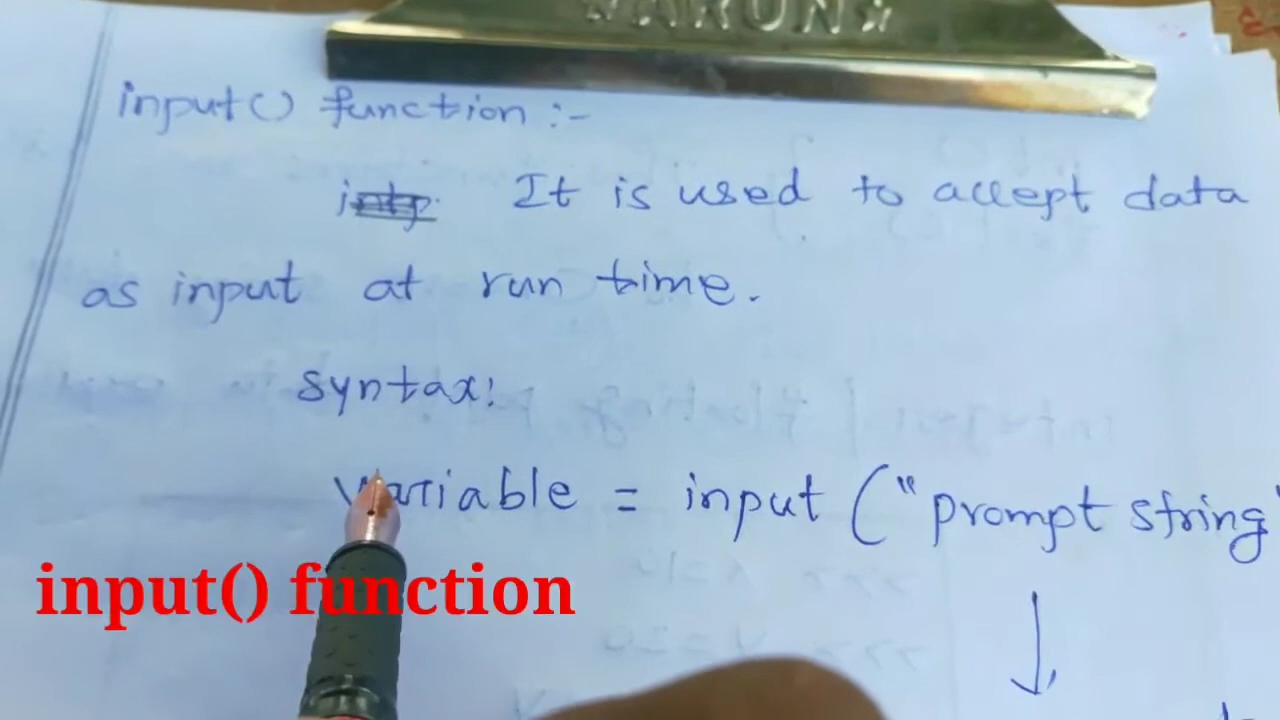 ☆ARUN☆
input() function :-
It is used to accept data
as input at run time.
syntax:
variable = input ("prompt string"
input() function